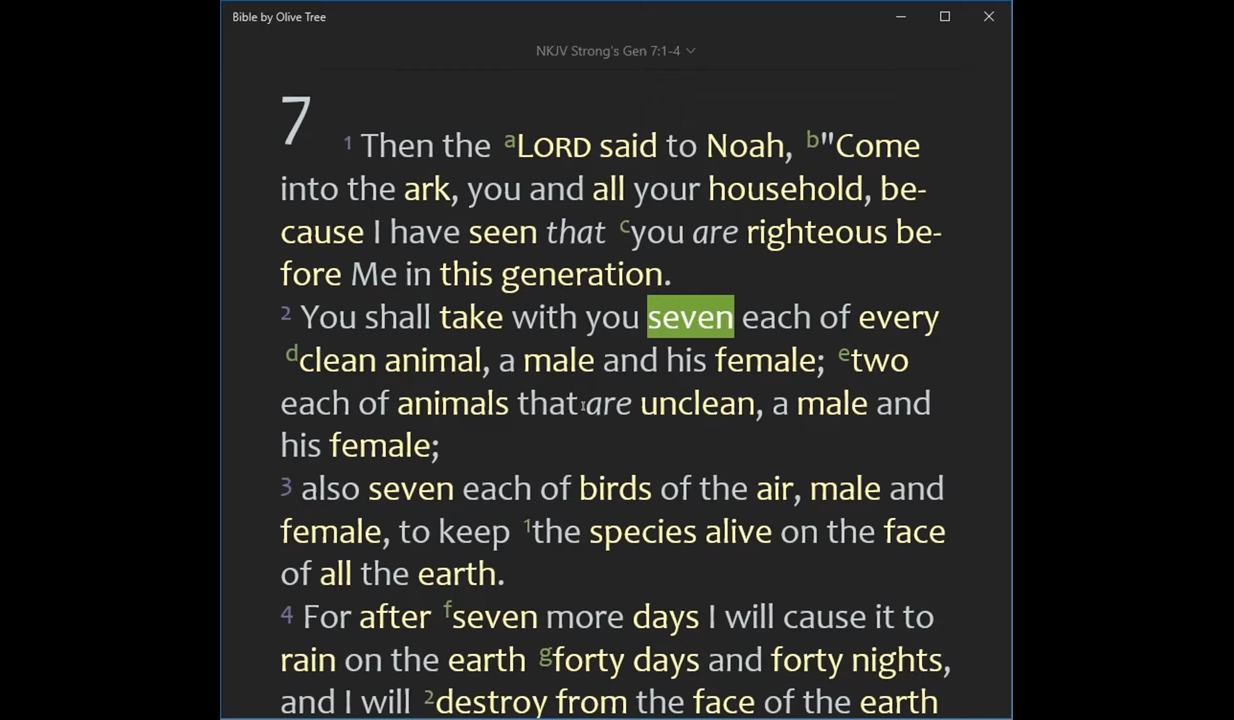 Bible by Olive Tree
NKJV Strong's Gen 7:1-4
7
1 Then the aLORD said to Noah, b"Come
into the ark, you and all your household, be-
cause I have seen that cyou are righteous be-
fore Me in this generation.
2 You shall take with you seven each of every
dclean animal, a male and his female; etwo
each of animals that are unclean, a male and
his female;
3 also seven each of birds of the air, male and
female, to keep 1the species alive on the face
of all the earth.
4 For after fseven more days I will cause it to
rain on the earth gforty days and forty nights,
and I will 2destroy from the face of the earth